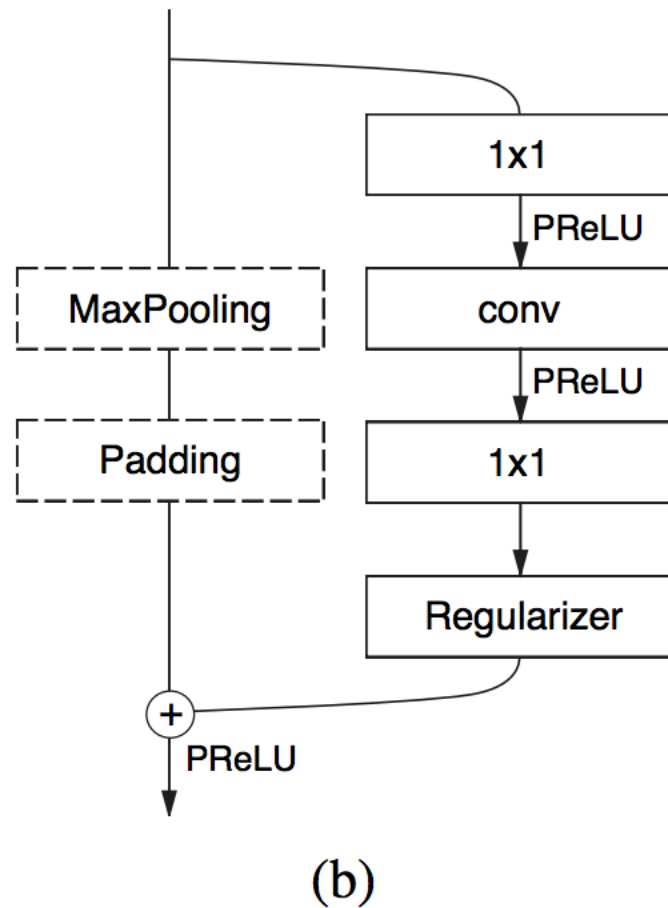 1x1
PReLU
MaxPooling
conv
PReLU
Padding
1x1
Regularizer
+
PReLU
(b)